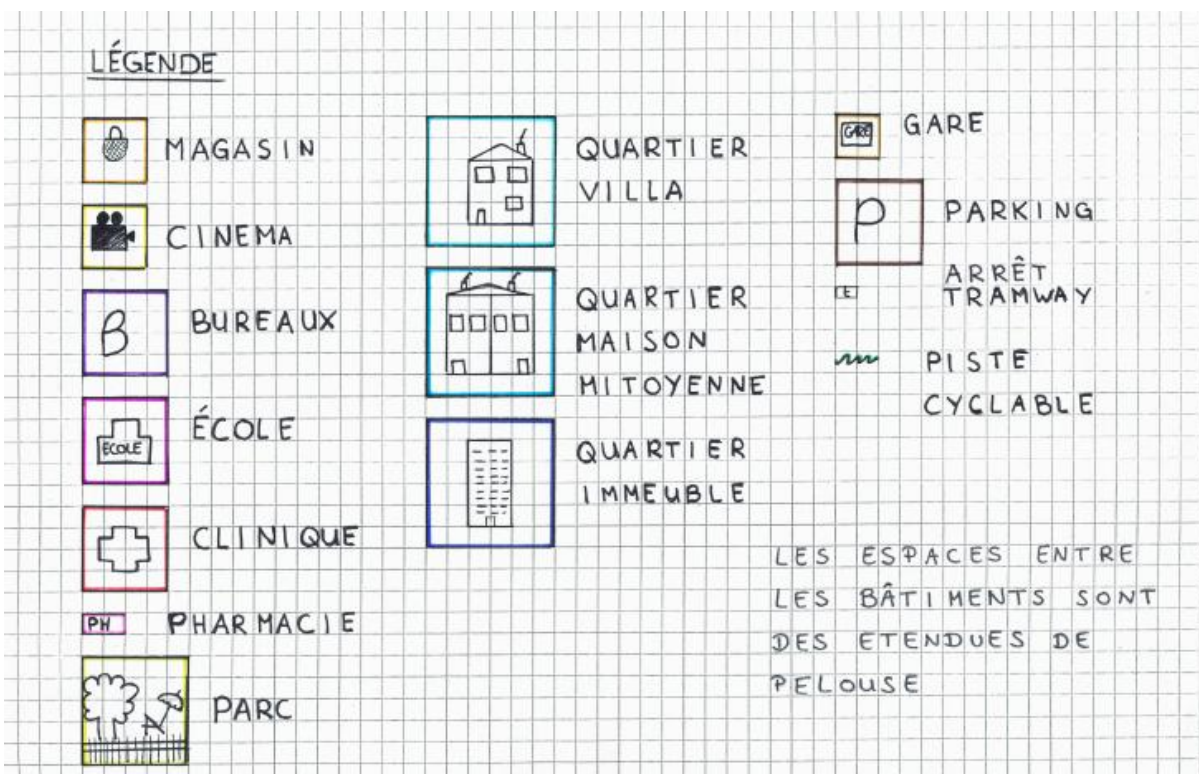 LÉGENDE
MAGASIN
CINEMA
B
BUREAUX
ECOLE
ÉCOLE
CLINIQUE
PH
PHARMACIE
PARC
QUARTIER
VILLA
QUARTIER
MAISON
MITOYENNE
QUARTIER
IMMEUBLE
GARE
GARE
P
PARKING
ARRÊT
TRAMWAY
PISTE
CYCLABLE
LES ESPACES ENTRE
LES BÂTIMENTS SONT
DES ETENDUES DE
PELOUSE